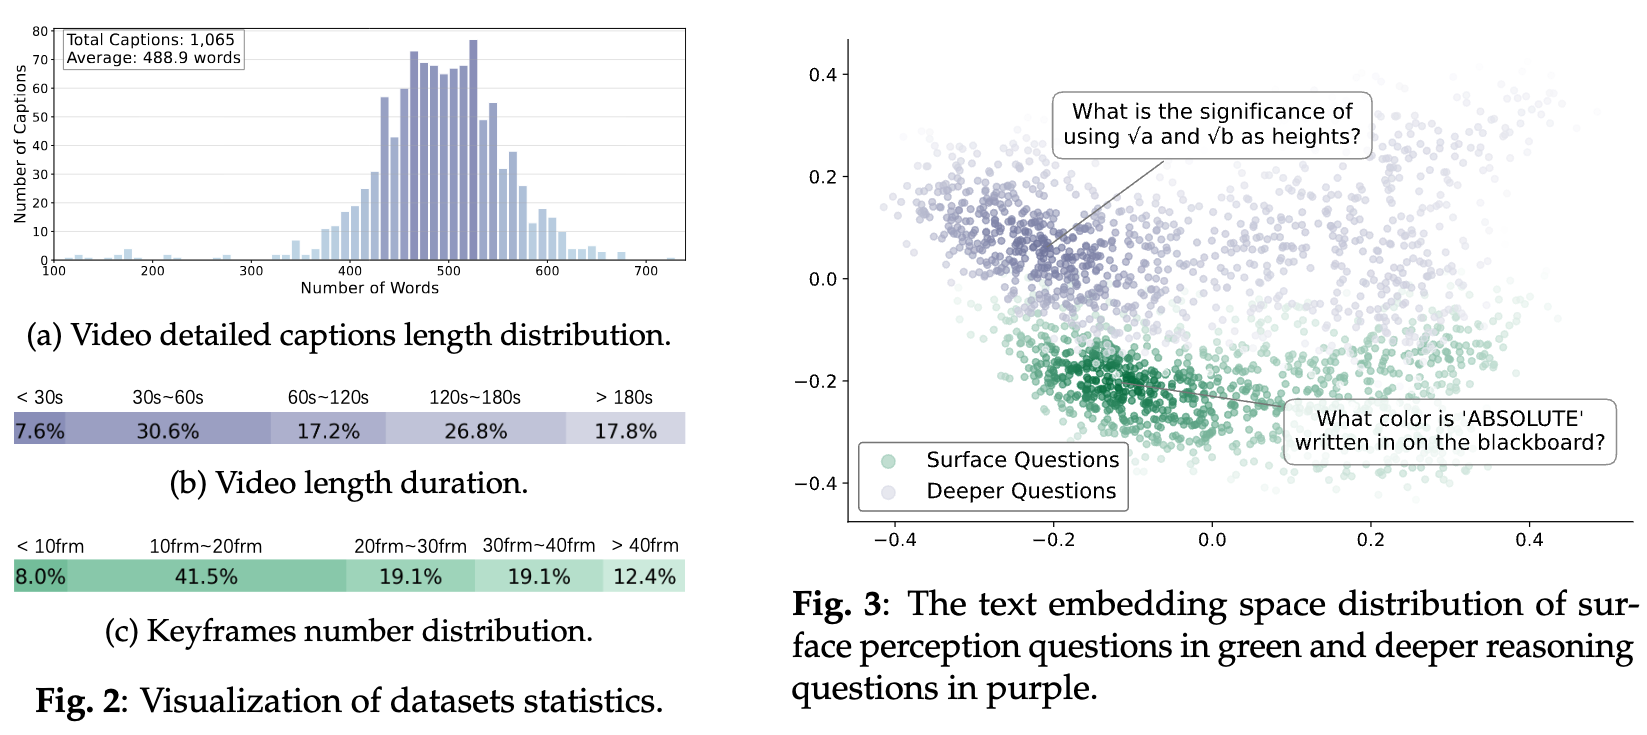 Total Captions: 1,065
Average: 488.9 words
Number of Captions
80
70
60
50
40
30
20
10
0
100 200 300 400 500 600 700
Number of Words
(a) Video detailed captions length distribution.
< 30s 30s~60s 60s~120s 120s~180s > 180s
7.6% 30.6% 17.2% 26.8% 17.8%
(b) Video length duration.
< 10frm 10frm~20frm 20frm~30frm 30frm~40frm > 40frm
8.0% 41.5% 19.1% 19.1% 12.4%
(c) Keyframes number distribution.
Fig. 2: Visualization of datasets statistics.
0.4
0.2
0.0
−0.2
−0.4
What is the significance of
using √a and √b as heights?
What color is 'ABSOLUTE'
written in on the blackboard?
Surface Questions
Deeper Questions
−0.4 −0.2 0.0 0.2 0.4
Fig. 3: The text embedding space distribution of sur-
face perception questions in green and deeper reasoning
questions in purple.